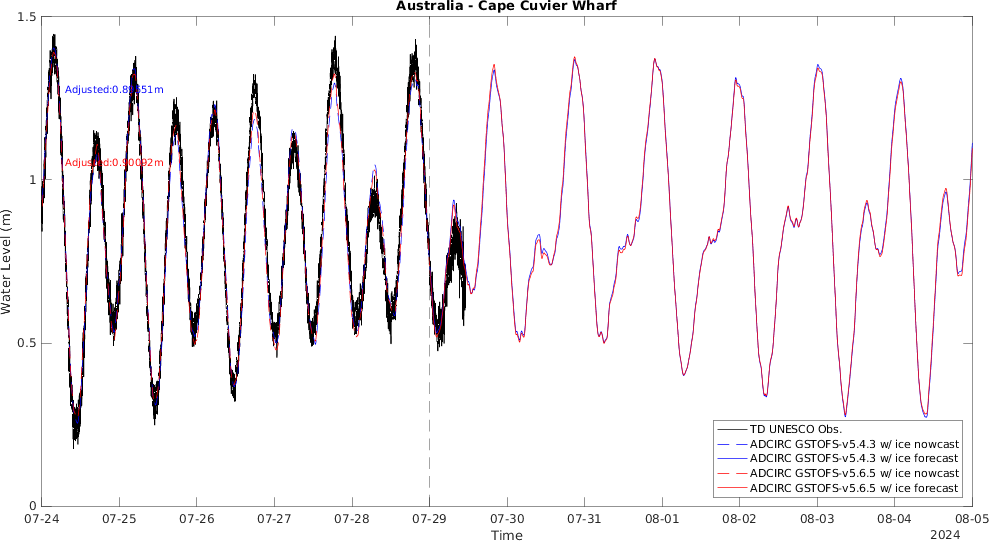 Australia - Cape Cuvier Wharf
1.5
1
0.5
0
Water Level (m)
Adjusted:0.89651m
Adjusted:0.90092m
TD UNESCO Obs.
ADCIRC GSTOFS-v5.4.3 w/ ice nowcast
ADCIRC GSTOFS-v5.4.3 w/ ice forecast
ADCIRC GSTOFS-v5.6.5 w/ ice nowcast
ADCIRC GSTOFS-v5.6.5 w/ ice forecast
07-24 07-25 07-26 07-27 07-28 07-29 07-30 07-31 08-01 08-02 08-03 08-04 08-05
Time
2024